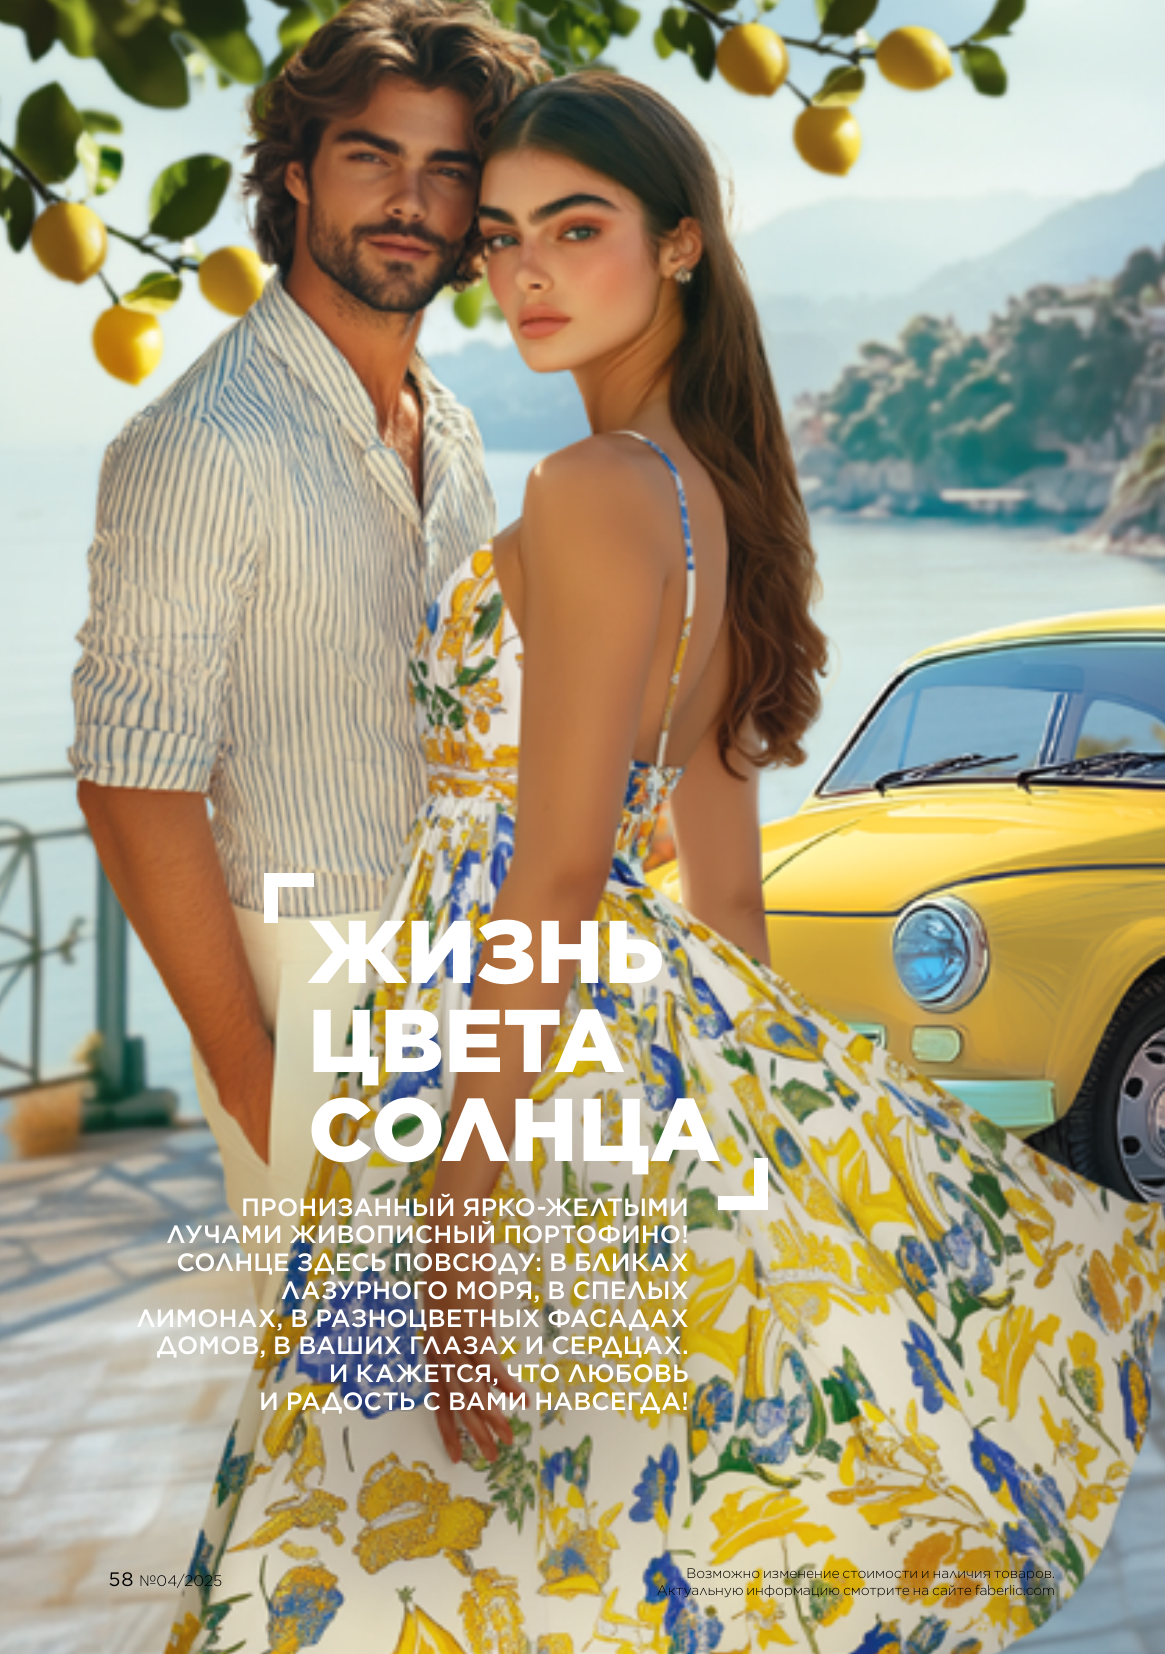 ЖИЗНЬ
ЦВЕТА
СОЛНЦА
ПРОНИЗАННЫЙ ЯРКО-ЖЕЛТЫМИ
ЛУЧАМИ ЖИВОПИСНЫЙ ПОРТОФИНО!
СОЛНЦЕ ЗДЕСЬ ПОВСЮДУ: В БЛИКАХ
ЛАЗУРНОГО МОРЯ, В СПЕЛЫХ
ЛИМОНАХ, В РАЗНОЦВЕТНЫХ ФАСАДАХ
ДОМОВ, В ВАШИХ ГЛАЗАХ И СЕРДЦАХ.
И КАЖЕТСЯ, ЧТО ЛЮБОВЬ
И РАДОСТЬ С ВАМИ НАВСЕГДА!
58 №04/2025
Возможно изменение стоимости и наличия товаров.
Актуальную информацию смотрите на сайте faberlic.com